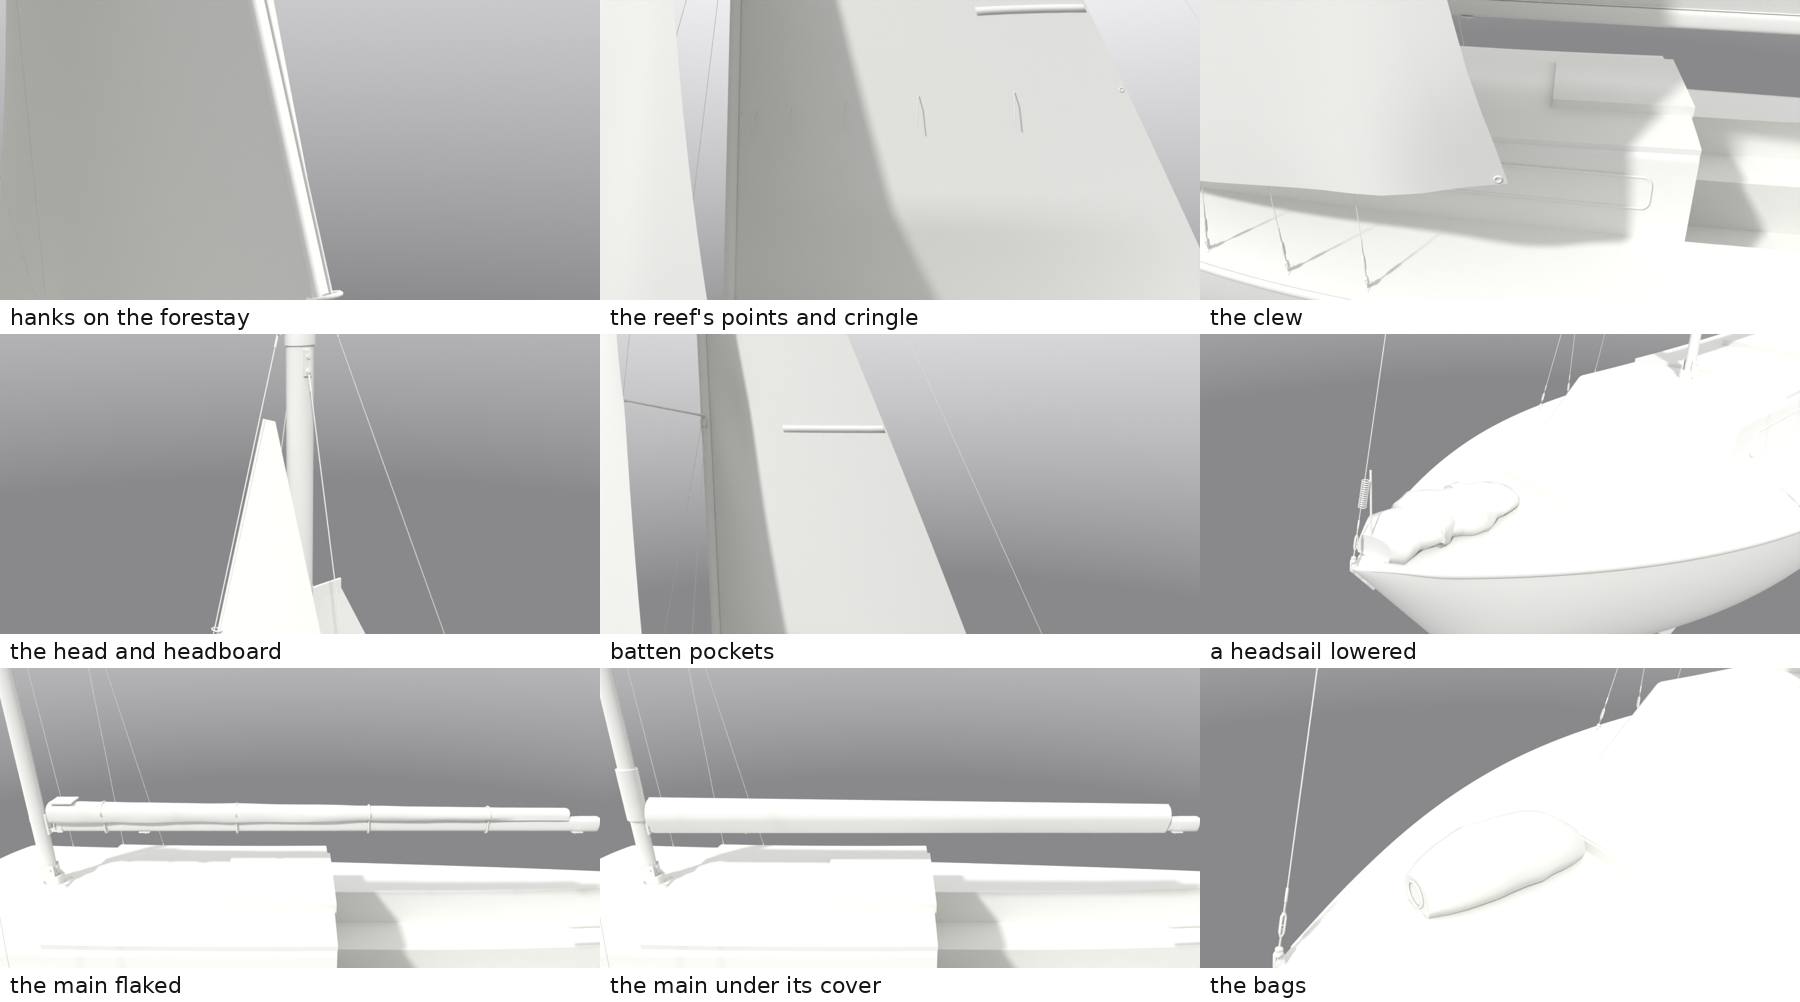 hanks on the forestay
the reef's points and cringle
the clew
the head and headboard
batten pockets
a headsail lowered
the main flaked
the main under its cover
the bags